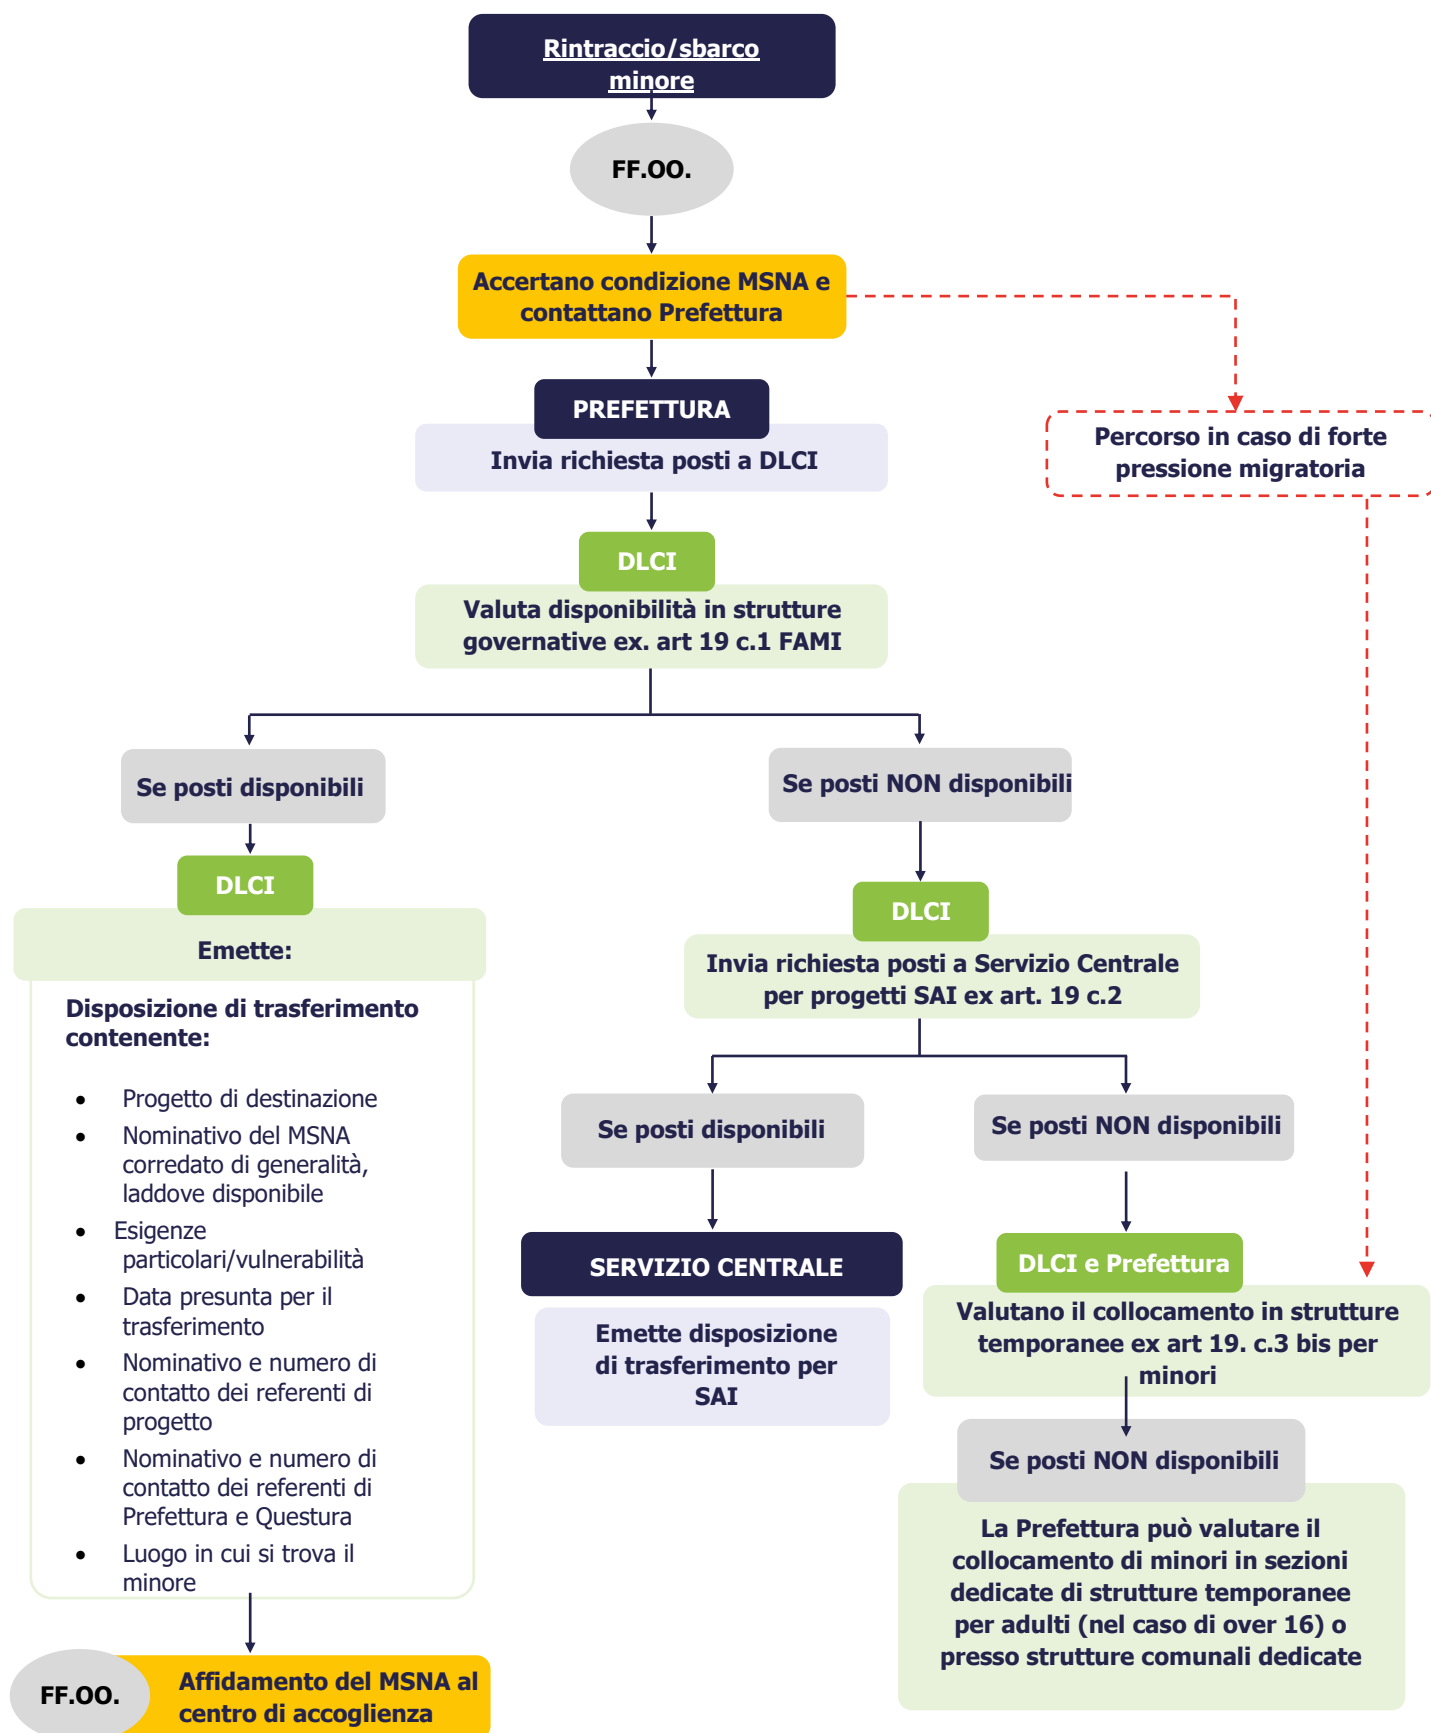 Rintraccio/sbarco
minore
FF.OO.
Accertano condizione MSNA e
contattano Prefettura
PREFETTURA
Invia richiesta posti a DLCI
Percorso in caso di forte
pressione migratoria
DLCI
Valuta disponibilità in strutture
governative ex. art 19 c.1 FAMI
Se posti disponibili
Se posti NON disponibili
DLCI
Emette:
Disposizione di trasferimento
contenente:
• Progetto di destinazione
• Nominativo del MSNA
corredato di generalità,
laddove disponibile
• Esigenze
particolari/vulnerabilità
• Data presunta per il
trasferimento
• Nominativo e numero di
contatto dei referenti di
progetto
• Nominativo e numero di
contatto dei referenti di
Prefettura e Questura
• Luogo in cui si trova il
minore
FF.OO.
Affidamento del MSNA al
centro di accoglienza
DLCI
Invia richiesta posti a Servizio Centrale
per progetti SAI ex art. 19 c.2
Se posti disponibili
SERVIZIO CENTRALE
Emette disposizione
di trasferimento per
SAI
Se posti NON disponibili
DLCI e Prefettura
Valutano il collocamento in strutture
temporanee ex art 19. c.3 bis per
minori
Se posti NON disponibili
La Prefettura può valutare il
collocamento di minori in sezioni
dedicate di strutture temporanee
per adulti (nel caso di over 16) o
presso strutture comunali dedicate